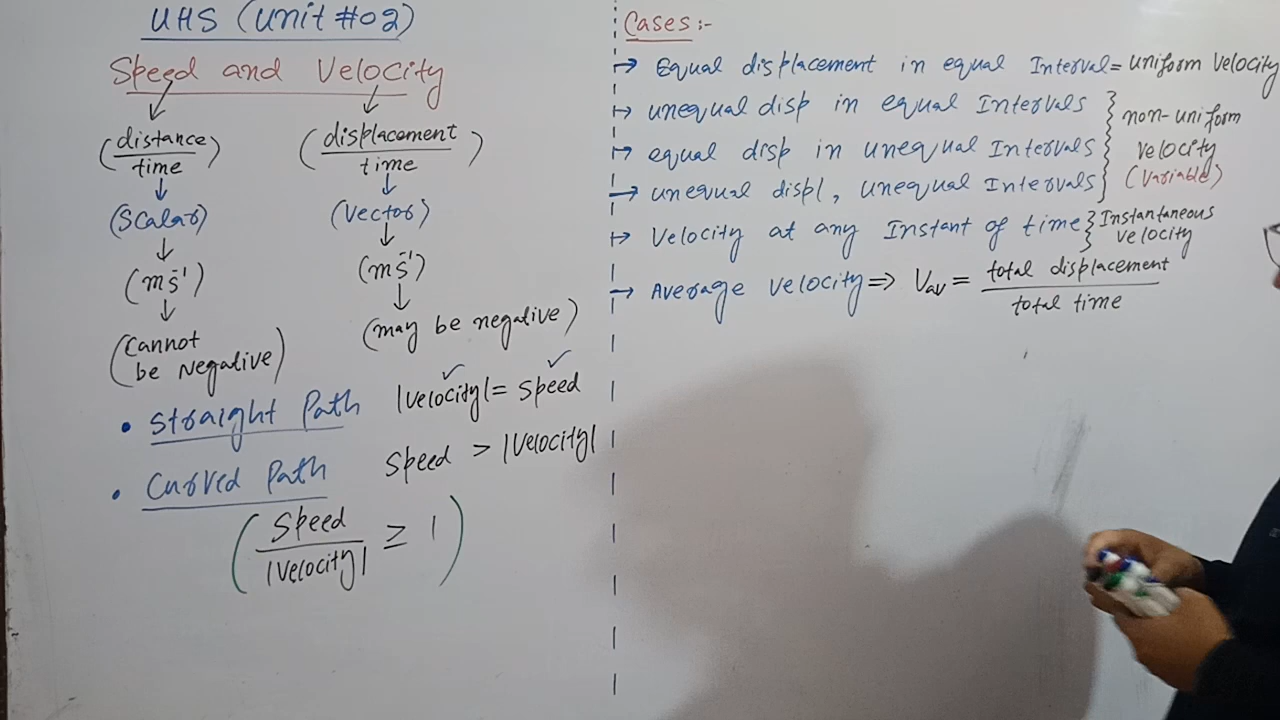 UHS (Unit #02)
Speed and Velocity
(distance/time)
(displacement/time)
(Scalar)
(Vector)
(ms⁻¹)
(ms⁻¹)
(Cannot
be Negative)
(may be negative)
• Straight Path |Velocity| = Speed
• Curved Path Speed > |Velocity|
(Speed/|Velocity| ≥ 1)
Cases:-
→ Equal displacement in equal Interval = uniform Velocity
→ unequal disp in equal Intervals
→ equal disp in unequal Intervals
→ unequal displ, unequal Intervals
} non-uniform
velocity
(Variable)
→ Velocity at any Instant of time } Instantaneous
velocity
→ Average velocity ⇒ Vav = total displacement/total time